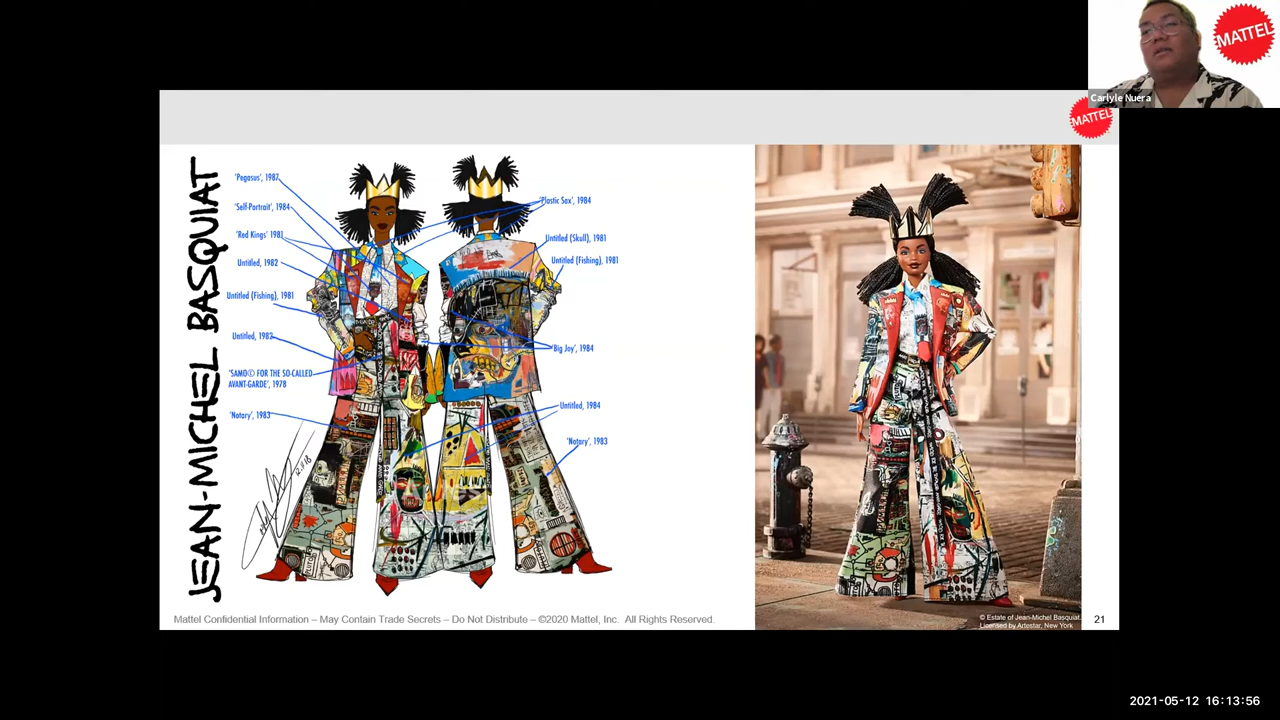 MATTEL
Carlyle Nuera
MATTEL
JEAN-MICHEL BASQUIAT
'Pegasus', 1987
'Self-Portrait', 1984
'Red Kings' 1981
Untitled, 1982
Untitled (Fishing), 1981
Untitled, 1982
'SAMO© FOR THE SO-CALLED
AVANT-GARDE', 1978
'Notary', 1983
'Plastic Sax', 1984
Untitled (Skull), 1981
Untitled (Fishing), 1981
'Big Joy', 1984
Untitled, 1984
'Notary', 1983
Mattel Confidential Information – May Contain Trade Secrets – Do Not Distribute – ©2020 Mattel, Inc. All Rights Reserved.
© Estate of Jean-Michel Basquiat.
Licensed by Artestar, New York
21
2021-05-12 16:13:56